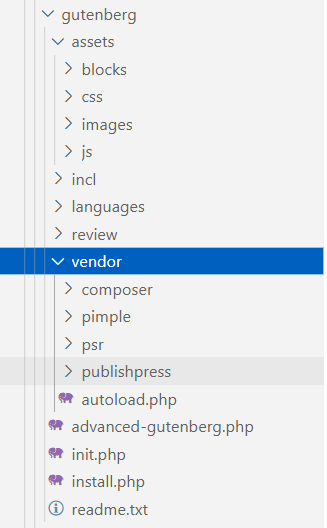 gutenberg
assets
blocks
css
images
js
incl
languages
review
vendor
composer
pimple
psr
publishpress
autoload.php
advanced-gutenberg.php
init.php
install.php
readme.txt